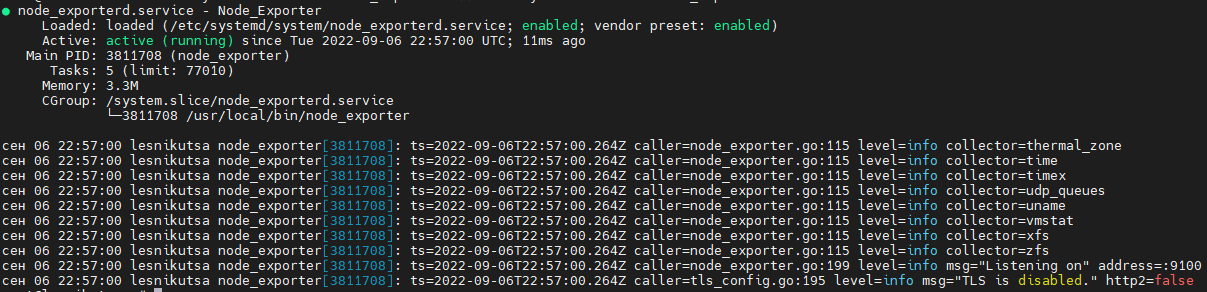 ● node_exporterd.service - Node_Exporter
Loaded: loaded (/etc/systemd/system/node_exporterd.service; enabled; vendor preset: enabled)
Active: active (running) since Tue 2022-09-06 22:57:00 UTC; 11ms ago
Main PID: 3811708 (node_exporter)
Tasks: 5 (limit: 77010)
Memory: 3.3M
CGroup: /system.slice/node_exporterd.service
└─3811708 /usr/local/bin/node_exporter
сен 06 22:57:00 lesnikutsa node_exporter[3811708]: ts=2022-09-06T22:57:00.264Z caller=node_exporter.go:115 level=info collector=thermal_zone
сен 06 22:57:00 lesnikutsa node_exporter[3811708]: ts=2022-09-06T22:57:00.264Z caller=node_exporter.go:115 level=info collector=time
сен 06 22:57:00 lesnikutsa node_exporter[3811708]: ts=2022-09-06T22:57:00.264Z caller=node_exporter.go:115 level=info collector=timex
сен 06 22:57:00 lesnikutsa node_exporter[3811708]: ts=2022-09-06T22:57:00.264Z caller=node_exporter.go:115 level=info collector=udp_queues
сен 06 22:57:00 lesnikutsa node_exporter[3811708]: ts=2022-09-06T22:57:00.264Z caller=node_exporter.go:115 level=info collector=uname
сен 06 22:57:00 lesnikutsa node_exporter[3811708]: ts=2022-09-06T22:57:00.264Z caller=node_exporter.go:115 level=info collector=vmstat
сен 06 22:57:00 lesnikutsa node_exporter[3811708]: ts=2022-09-06T22:57:00.264Z caller=node_exporter.go:115 level=info collector=xfs
сен 06 22:57:00 lesnikutsa node_exporter[3811708]: ts=2022-09-06T22:57:00.264Z caller=node_exporter.go:115 level=info collector=zfs
сен 06 22:57:00 lesnikutsa node_exporter[3811708]: ts=2022-09-06T22:57:00.264Z caller=node_exporter.go:199 level=info msg="Listening on" address=:9100
сен 06 22:57:00 lesnikutsa node_exporter[3811708]: ts=2022-09-06T22:57:00.264Z caller=tls_config.go:195 level=info msg="TLS is disabled." http2=false